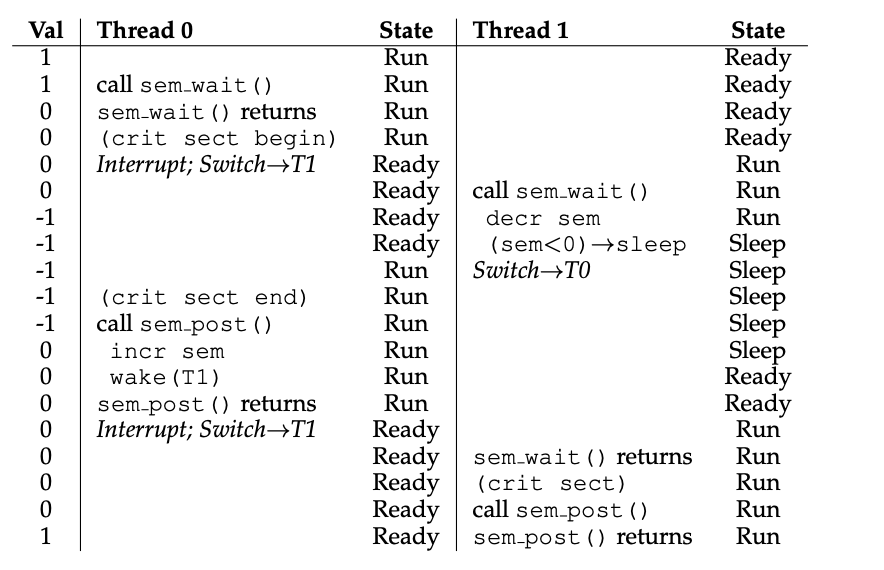 Val Thread 0 State Thread 1 State
1 Run Ready
1 call sem_wait() Run Ready
0 sem_wait() returns Run Ready
0 (crit sect begin) Run Ready
0 Interrupt; Switch→T1 Ready Run
0 Ready call sem_wait() Run
-1 Ready decr sem Run
-1 Ready (sem<0)→sleep Sleep
-1 Run Switch→T0 Sleep
-1 (crit sect end) Run Sleep
-1 call sem_post() Run Sleep
0 incr sem Run Sleep
0 wake(T1) Run Ready
0 sem_post() returns Run Ready
0 Interrupt; Switch→T1 Ready Run
0 Ready sem_wait() returns Run
0 Ready (crit sect) Run
0 Ready call sem_post() Run
1 Ready sem_post() returns Run